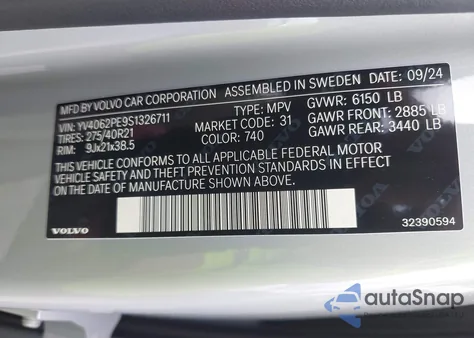 MFD BY VOLVO CAR CORPORATION ASSEMBLED IN SWEDEN DATE: 09/24
VIN: YV4062PE9S1326711 TYPE: MPV GVWR: 6150 LB
TIRES: 275/40R21 MARKET CODE: 31 GAWR FRONT: 2885 LB
RIM: 9Jx21x38.5 COLOR: 740 GAWR REAR: 3440 LB
THIS VEHICLE CONFORMS TO ALL APPLICABLE FEDERAL MOTOR
VEHICLE SAFETY AND THEFT PREVENTION STANDARDS IN EFFECT
ON THE DATE OF MANUFACTURE SHOWN ABOVE.
VOLVO
32390594
autoSnap